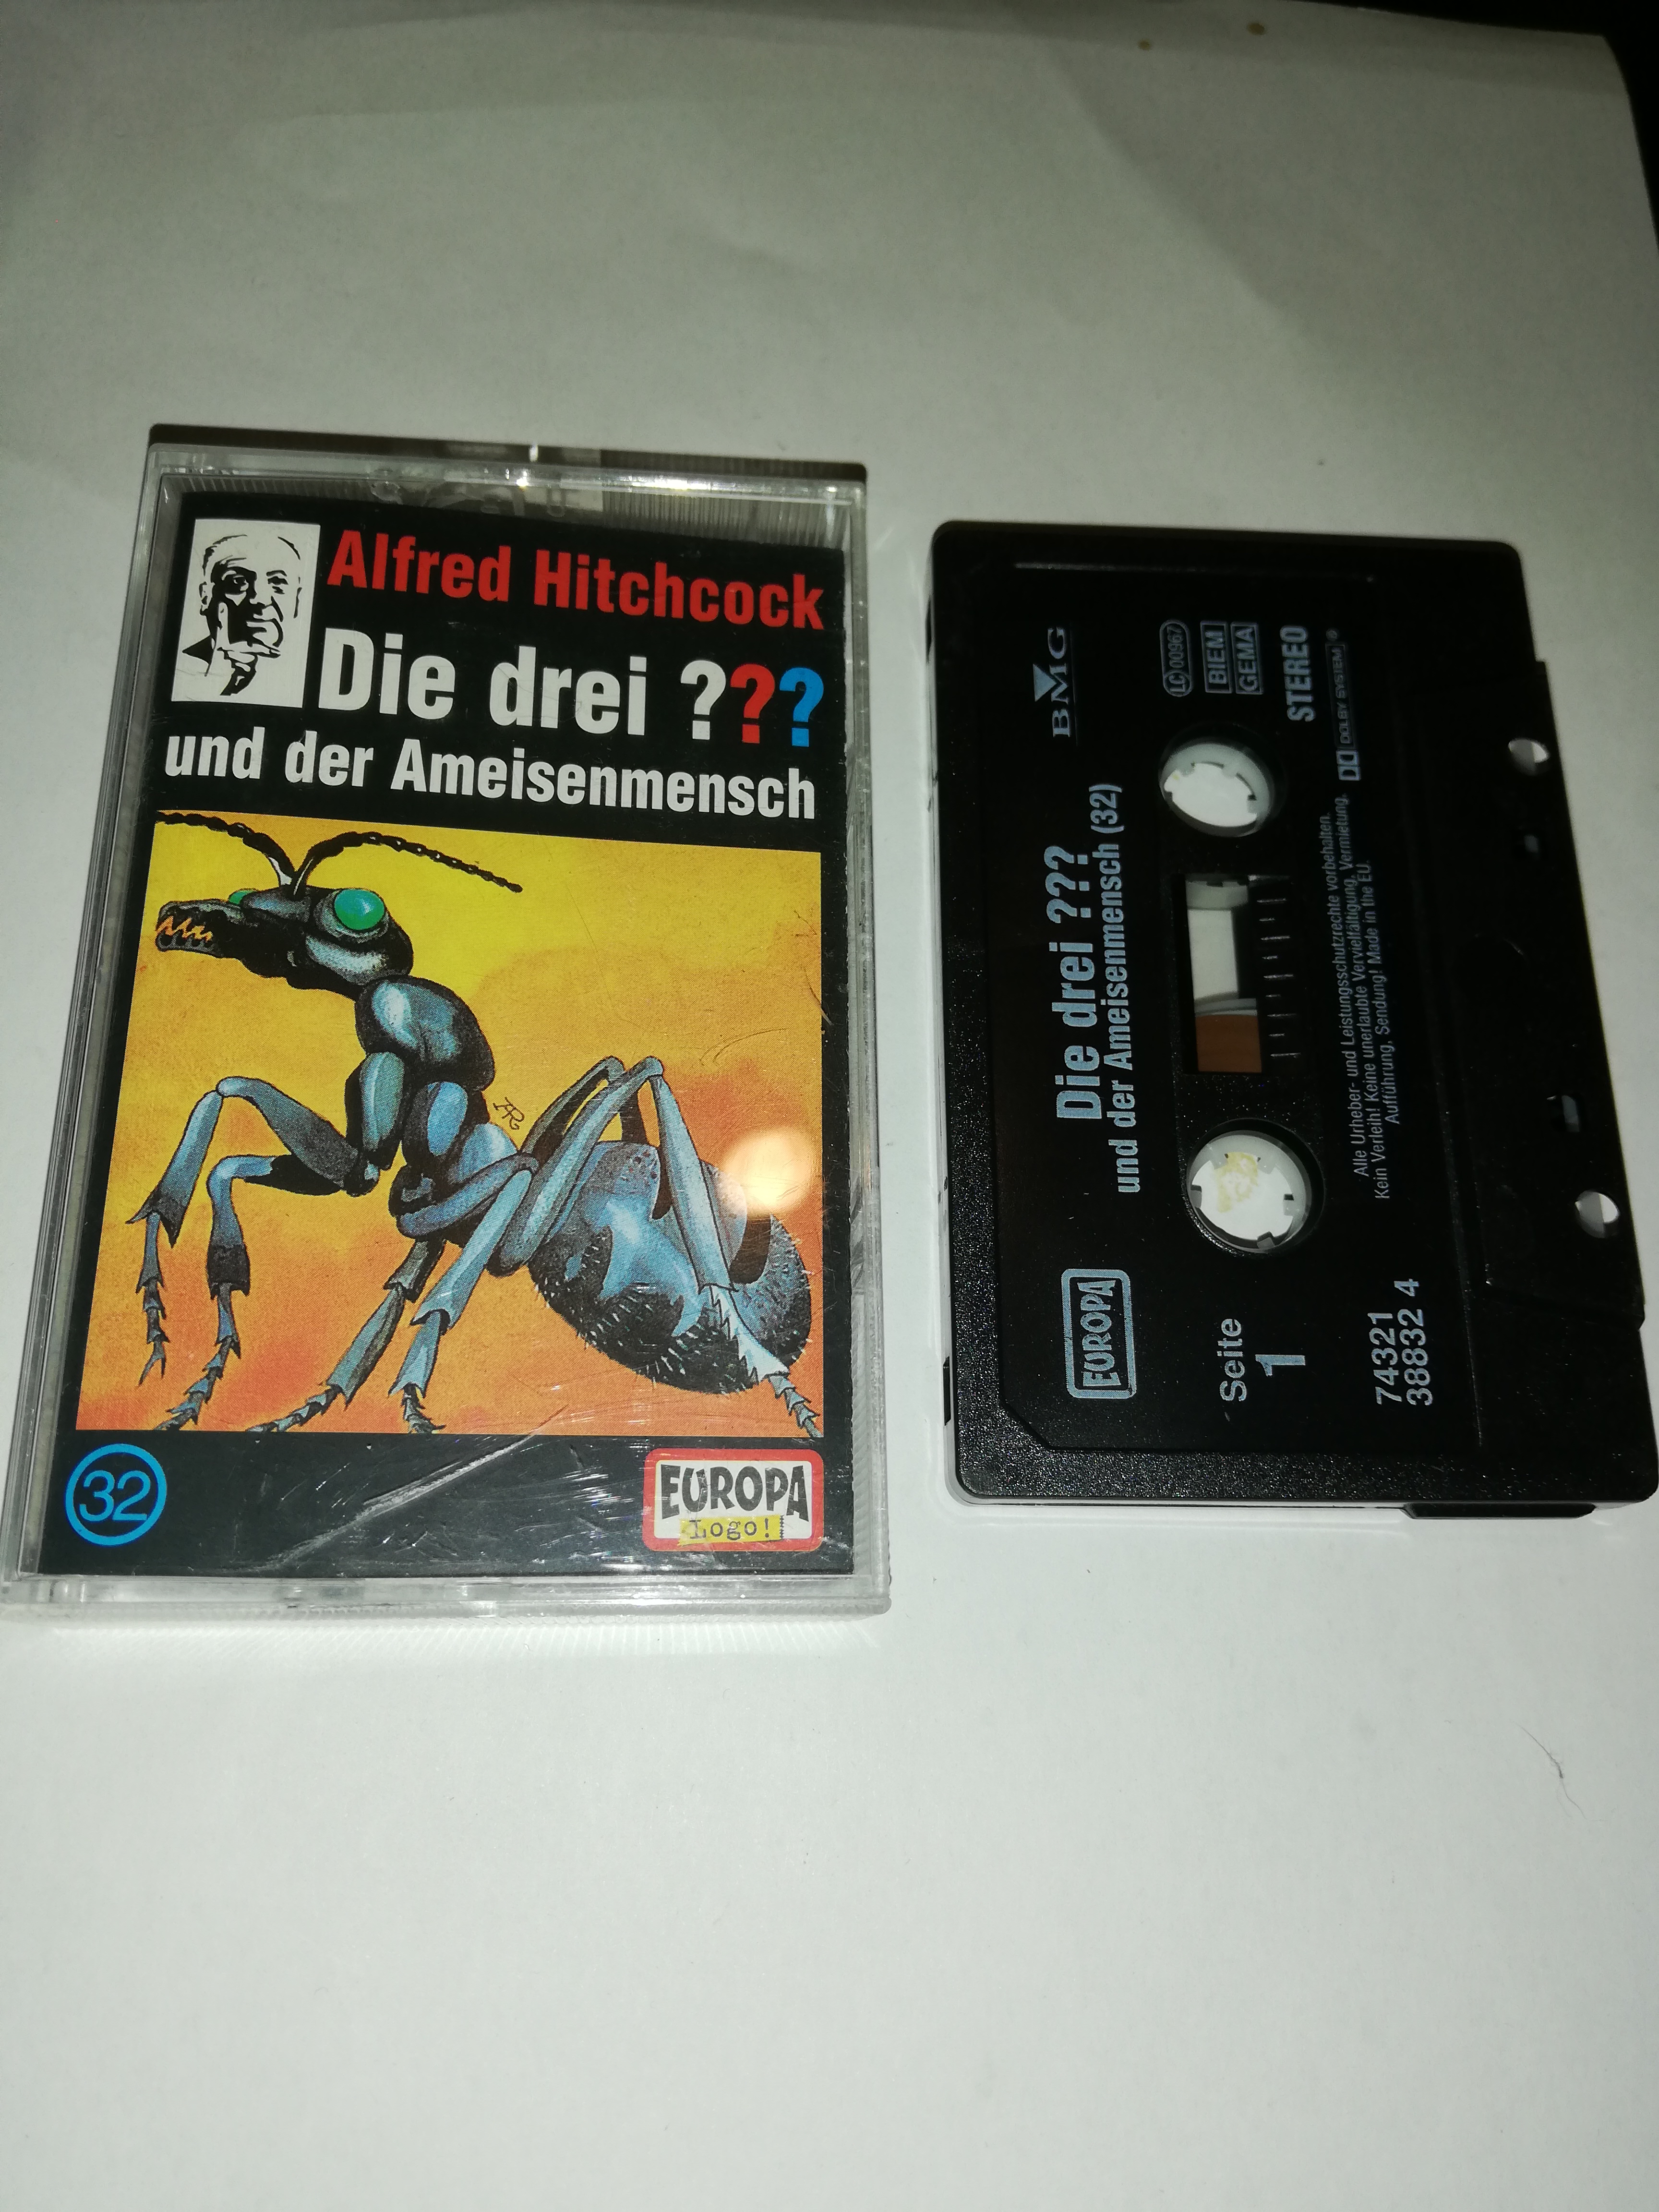 Alfred Hitchcock
Die drei ???
und der Ameisenmensch
32
EUROPA
Logo!
BMG
LC 00967
BIEM
GEMA
STEREO
DOLBY SYSTEM ®
Die drei ???
und der Ameisenmensch (32)
Alle Urheber- und Leistungsschutzrechte vorbehalten.
Kein Verleih! Keine unerlaubte Vervielfältigung, Vermietung,
Aufführung, Sendung! Made in the EU.
EUROPA
Seite
1
74321
38832 4